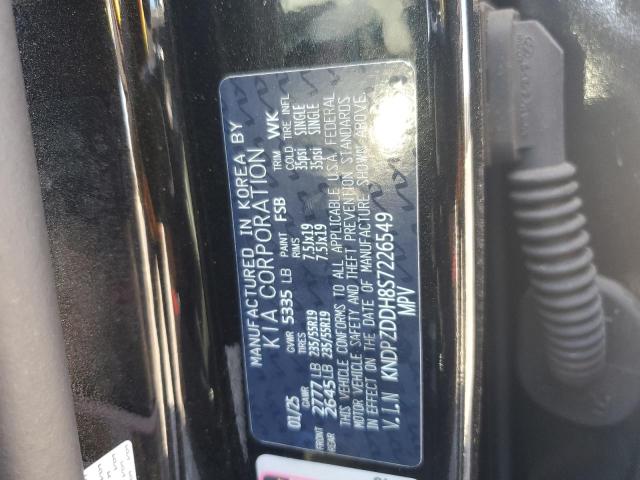 MANUFACTURED IN KOREA BY
KIA CORPORATION
01/25 GVWR 5335 LB PAINT FSB TRIM WK
GAWR TIRES RIMS COLD TIRE INFL
FRONT 2777 LB 235/55R19 7.5Jx19 35psi SINGLE
REAR 2645 LB 235/55R19 7.5Jx19 35psi SINGLE
THIS VEHICLE CONFORMS TO ALL APPLICABLE U.S.A. FEDERAL
MOTOR VEHICLE SAFETY AND THEFT PREVENTION STANDARDS
IN EFFECT ON THE DATE OF MANUFACTURE SHOWN ABOVE.
V.I.N KNDPZDDH8S7226549
MPV